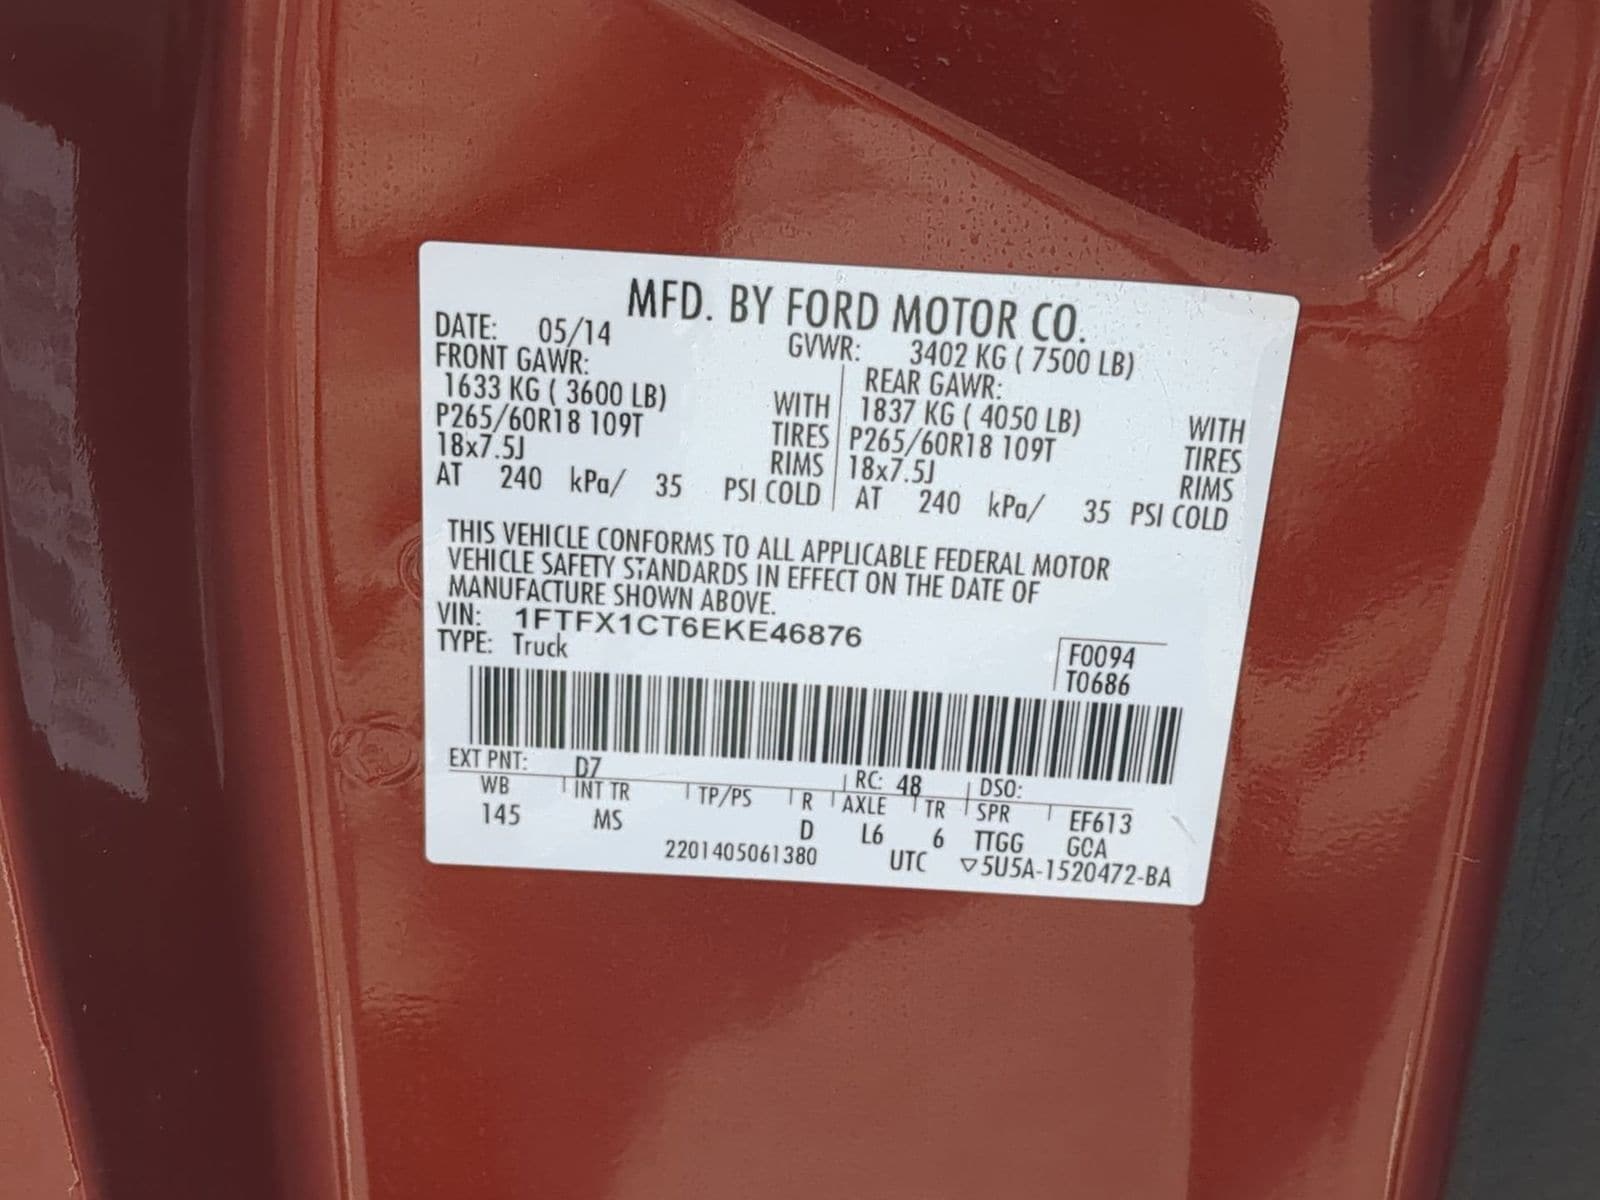 MFD. BY FORD MOTOR CO.
DATE: 05/14 GVWR: 3402 KG ( 7500 LB)
FRONT GAWR: REAR GAWR:
1633 KG ( 3600 LB) WITH 1837 KG ( 4050 LB) WITH
P265/60R18 109T TIRES P265/60R18 109T TIRES
18x7.5J RIMS 18x7.5J RIMS
AT 240 kPa/ 35 PSI COLD AT 240 kPa/ 35 PSI COLD
THIS VEHICLE CONFORMS TO ALL APPLICABLE FEDERAL MOTOR
VEHICLE SAFETY STANDARDS IN EFFECT ON THE DATE OF
MANUFACTURE SHOWN ABOVE.
VIN: 1FTFX1CT6EKE46876
TYPE: Truck
F0094
T0686
EXT PNT: D7 RC: 48 DSO:
WB INT TR TP/PS R AXLE TR SPR EF613
145 MS D L6 6 TTGG GCA
2201405061380 UTC ▽5U5A-1520472-BA